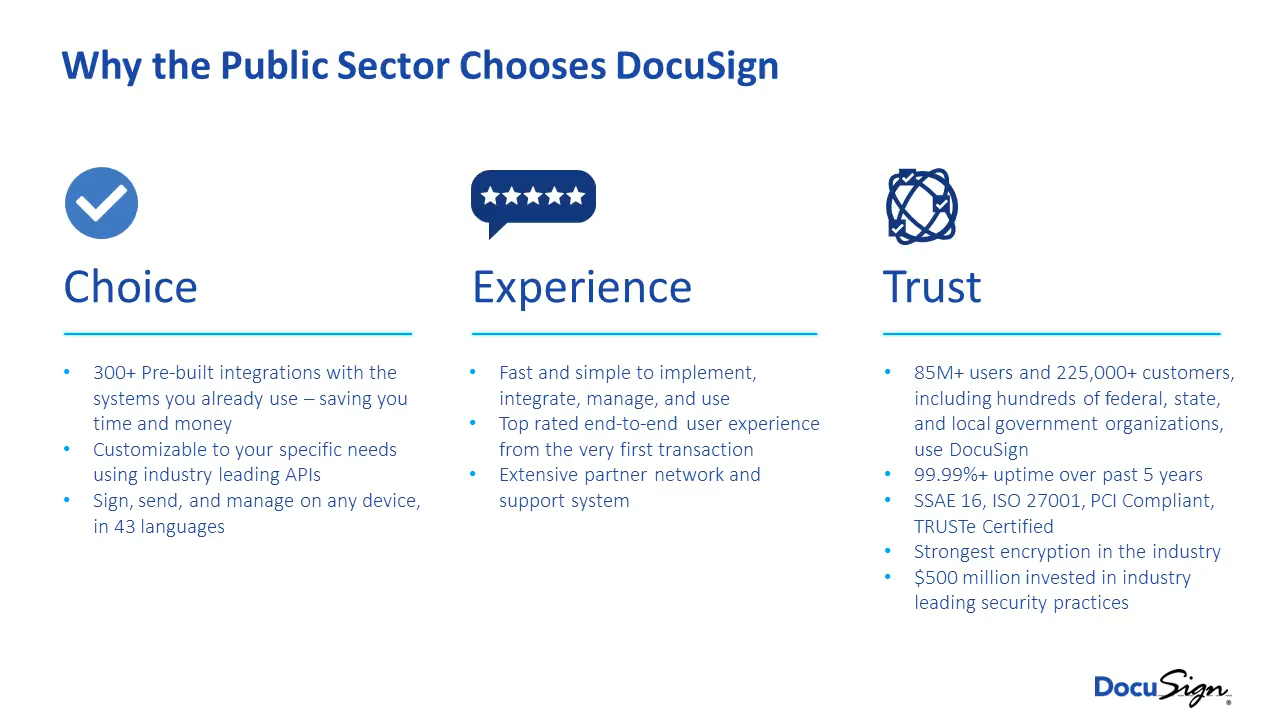 Why the Public Sector Chooses DocuSign
Choice
• 300+ Pre-built integrations with the
systems you already use – saving you
time and money
• Customizable to your specific needs
using industry leading APIs
• Sign, send, and manage on any device,
in 43 languages
Experience
• Fast and simple to implement,
integrate, manage, and use
• Top rated end-to-end user experience
from the very first transaction
• Extensive partner network and
support system
Trust
• 85M+ users and 225,000+ customers,
including hundreds of federal, state,
and local government organizations,
use DocuSign
• 99.99%+ uptime over past 5 years
• SSAE 16, ISO 27001, PCI Compliant,
TRUSTe Certified
• Strongest encryption in the industry
• $500 million invested in industry
leading security practices
DocuSign®